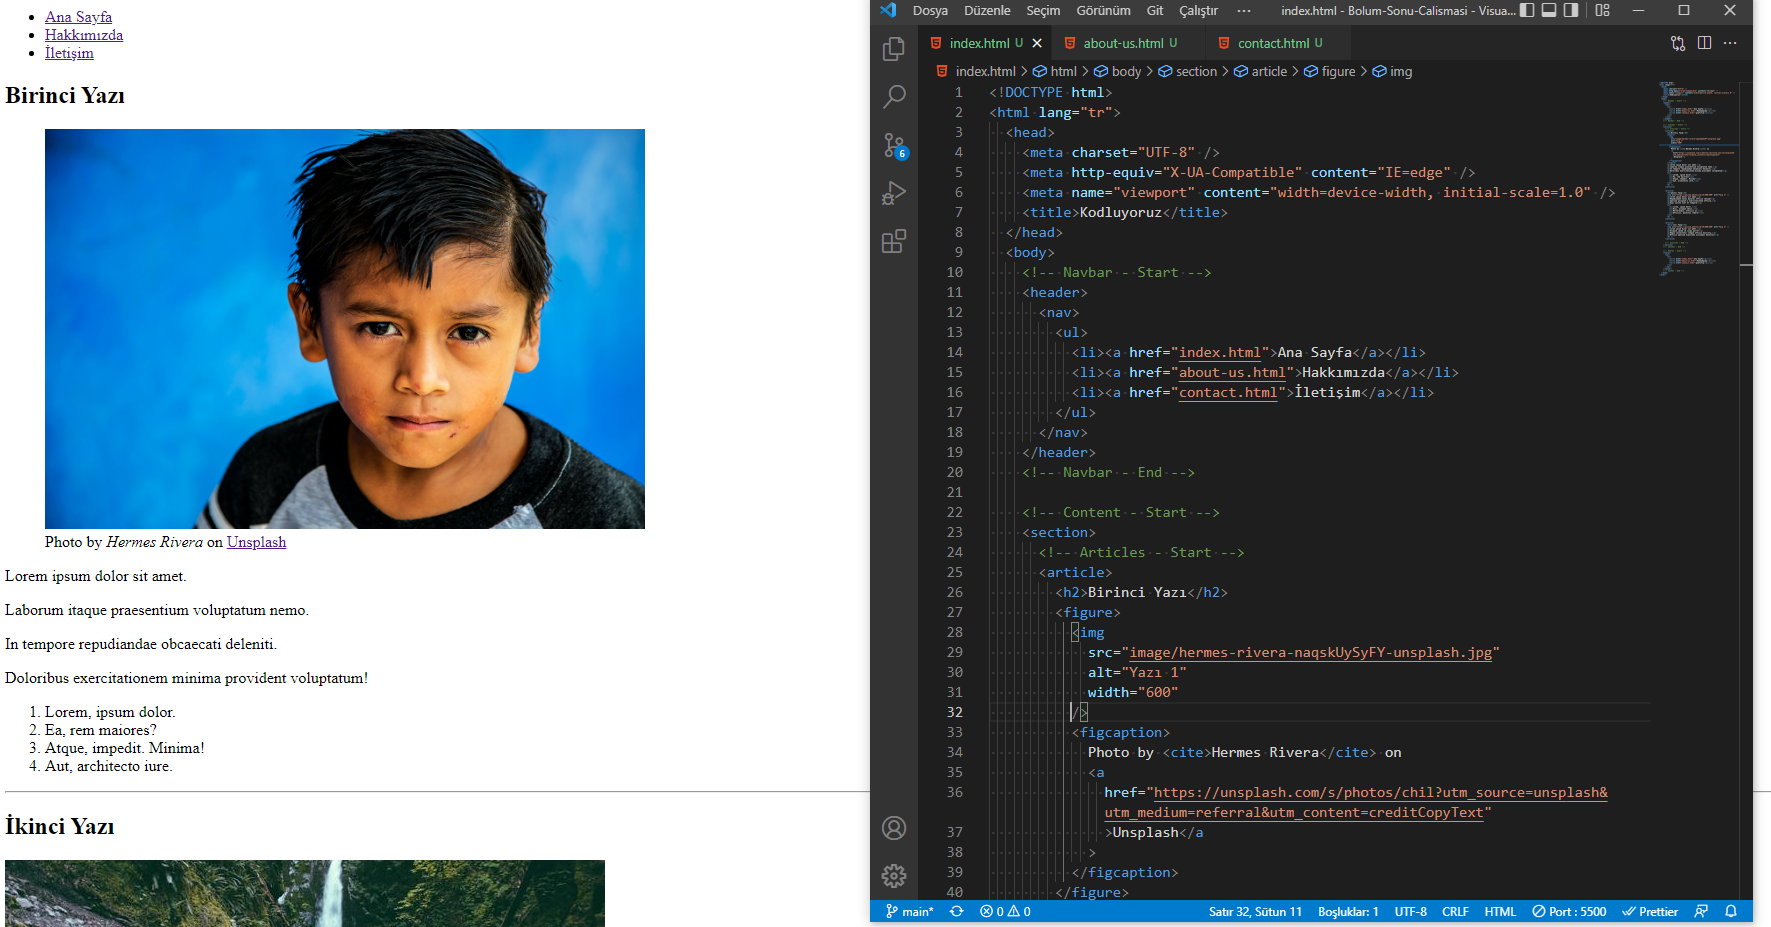 Ana Sayfa
Hakkımızda
İletişim
Birinci Yazı
Photo by Hermes Rivera on Unsplash
Lorem ipsum dolor sit amet.
Laborum itaque praesentium voluptatum nemo.
In tempore repudiandae obcaecati deleniti.
Doloribus exercitationem minima provident voluptatum!
1. Lorem, ipsum dolor.
2. Ea, rem maiores?
3. Atque, impedit. Minima!
4. Aut, architecto iure.
İkinci Yazı
Dosya Düzenle Seçim Görünüm Git Çalıştır ··· index.html - Bolum-Sonu-Calismasi - Visua...
index.html U about-us.html U contact.html U
index.html > html > body > section > article > figure > img
6
1 <!DOCTYPE html>
2 <html lang="tr">
3 <head>
4 <meta charset="UTF-8" />
5 <meta http-equiv="X-UA-Compatible" content="IE=edge" />
6 <meta name="viewport" content="width=device-width, initial-scale=1.0" />
7 <title>Kodluyoruz</title>
8 </head>
9 <body>
10 <!-- Navbar - Start -->
11 <header>
12 <nav>
13 <ul>
14 <li><a href="index.html">Ana Sayfa</a></li>
15 <li><a href="about-us.html">Hakkımızda</a></li>
16 <li><a href="contact.html">İletişim</a></li>
17 </ul>
18 </nav>
19 </header>
20 <!-- Navbar - End -->
21
22 <!-- Content - Start -->
23 <section>
24 <!-- Articles - Start -->
25 <article>
26 <h2>Birinci Yazı</h2>
27 <figure>
28 <img
29 src="image/hermes-rivera-naqskUySyFY-unsplash.jpg"
30 alt="Yazı 1"
31 width="600"
32 />
33 <figcaption>
34 Photo by <cite>Hermes Rivera</cite> on
35 <a
36 href="https://unsplash.com/s/photos/chil?utm_source=unsplash&
utm_medium=referral&utm_content=creditCopyText"
37 >Unsplash</a
38 >
39 </figcaption>
40 </figure>
main* 0 0 Satır 32, Sütun 11 Boşluklar: 1 UTF-8 CRLF HTML Port : 5500 Prettier